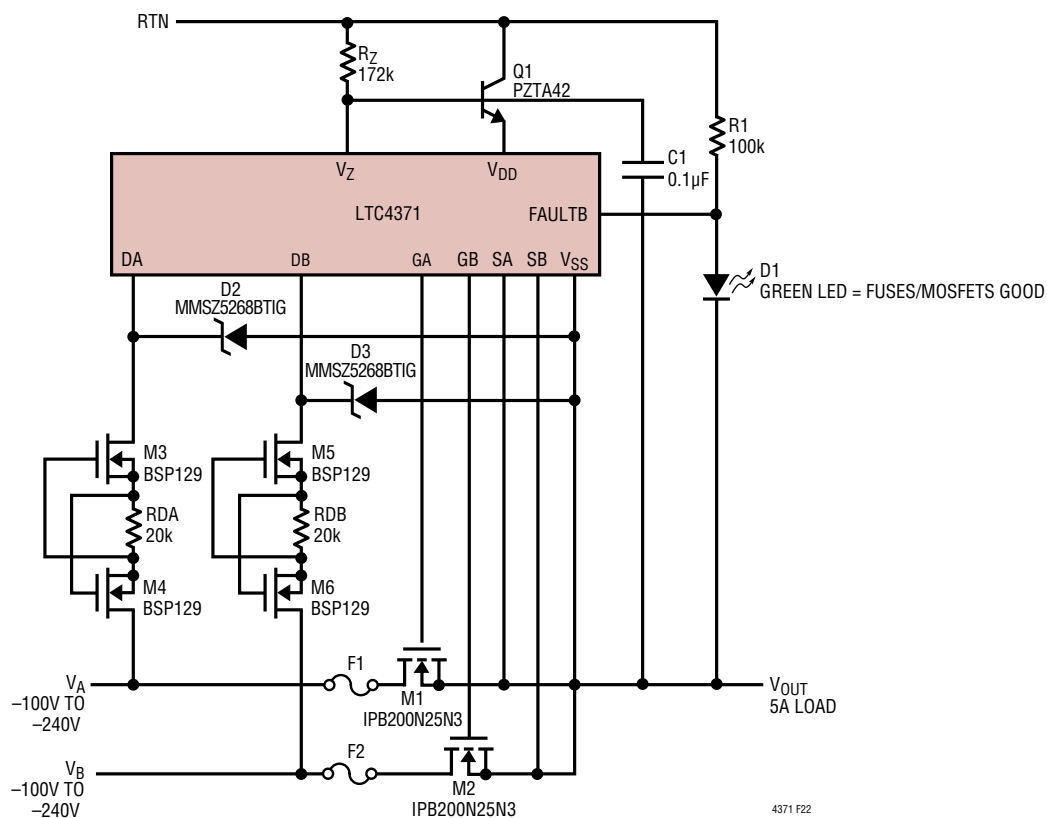 RTN
RZ
172k
Q1
PZTA42
R1
100k
C1
0.1µF
VZ
VDD
LTC4371
FAULTB
DA
DB
GA
GB
SA
SB
VSS
D1
GREEN LED = FUSES/MOSFETS GOOD
D2
MMSZ5268BTIG
D3
MMSZ5268BTIG
M3
BSP129
M5
BSP129
RDA
20k
RDB
20k
M4
BSP129
M6
BSP129
VA
–100V TO
–240V
F1
M1
IPB200N25N3
VOUT
5A LOAD
VB
–100V TO
–240V
F2
M2
IPB200N25N3
4371 F22